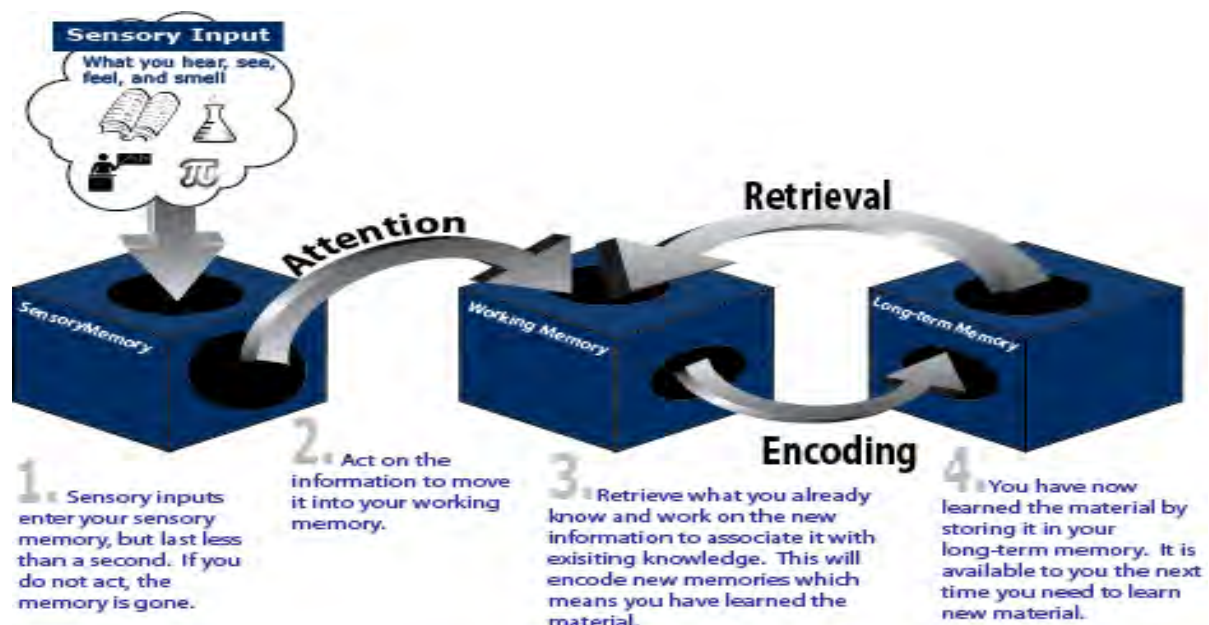 Sensory Input
What you hear, see,
feel, and smell
π
Attention
Retrieval
SensoryMemory
Working Memory
Long-term Memory
Encoding
1. Sensory inputs
enter your sensory
memory, but last less
than a second. If you
do not act, the
memory is gone.
2. Act on the
information to move
it into your working
memory.
3. Retrieve what you already
know and work on the new
information to associate it with
exisiting knowledge. This will
encode new memories which
means you have learned the
material.
4. You have now
learned the material by
storing it in your
long-term memory. It is
available to you the next
time you need to learn
new material.